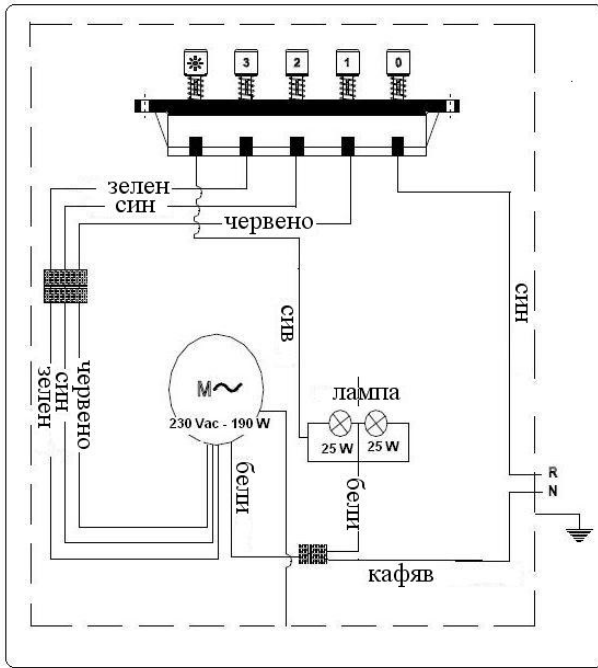 3 2 1 0
зелен
син
червено
син
сив
зелен
син
червено
M
230 Vac - 190 W
бели
лампа
25 W 25 W
бели
R
N
кафяв